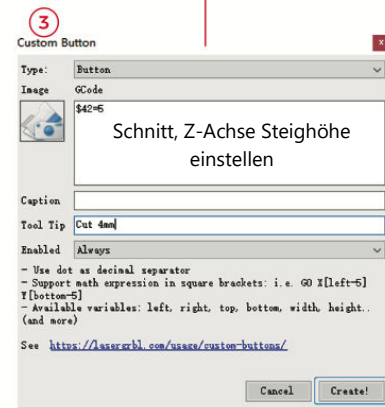 3
Custom Button
x
Type: Button
Image GCode
$42=5
Schnitt, Z-Achse Steighöhe
einstellen
Caption
Tool Tip Cut 4mm
Enabled Always
- Use dot as decimal separator
- Support math expression in square brackets: i.e. G0 X[left-5]
Y[bottom-5]
- Available variables: left, right, top, bottom, width, height..
(and more)
See https://lasergrbl.com/usage/custom-buttons/
Cancel Create!